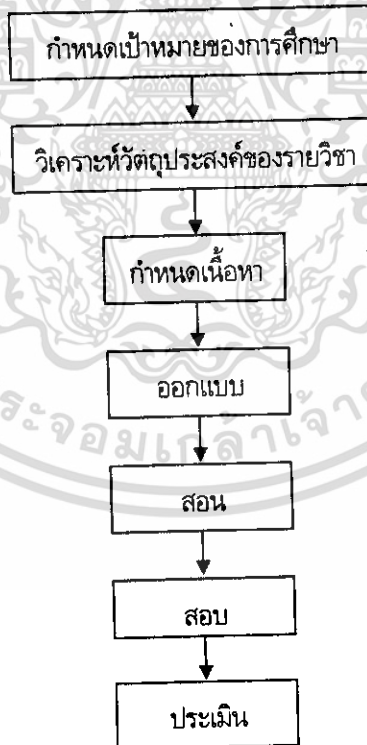 กำหนดเป้าหมายของการศึกษา
วิเคราะห์วัตถุประสงค์ของรายวิชา
กำหนดเนื้อหา
ออกแบบ
สอน
สอบ
ประเมิน